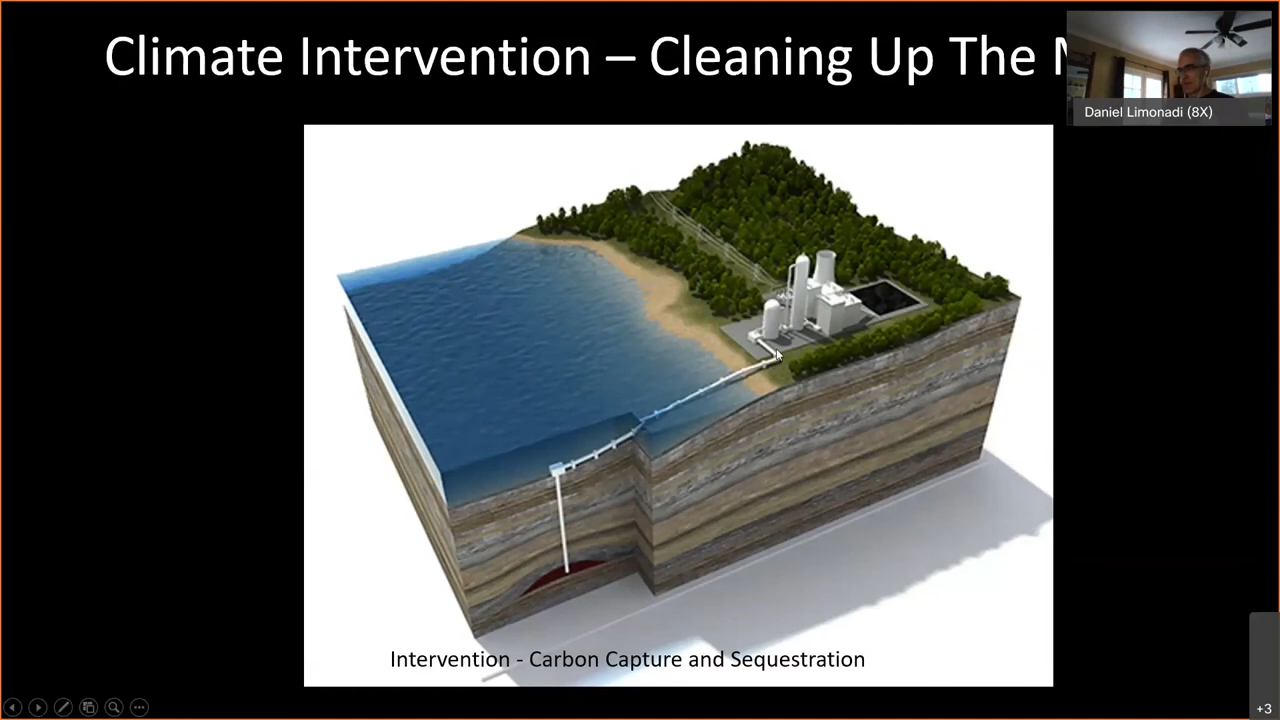 Climate Intervention – Cleaning Up The
Daniel Limonadi (8X)
Intervention - Carbon Capture and Sequestration
+3